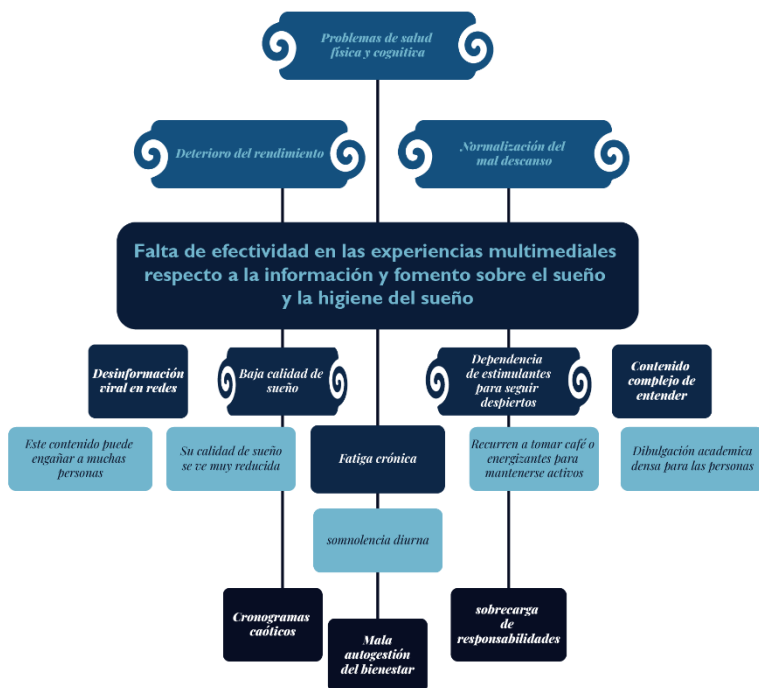 Problemas de salud
física y cognitiva
Deterioro del rendimiento
Normalización del
mal descanso
Falta de efectividad en las experiencias multimediales
respecto a la información y fomento sobre el sueño
y la higiene del sueño
Desinformación
viral en redes
Baja calidad de
sueño
Dependencia
de estimulantes
para seguir
despiertos
Contenido
complejo de
entender
Este contenido puede
engañar a muchas
personas
Su calidad de sueño
se ve muy reducida
Fatiga crónica
Recurren a tomar café o
energizantes para
mantenerse activos
Dibulgación academica
densa para las personas
somnolencia diurna
Cronogramas
caóticos
Mala
autogestión
del bienestar
sobrecarga
de
responsabilidades